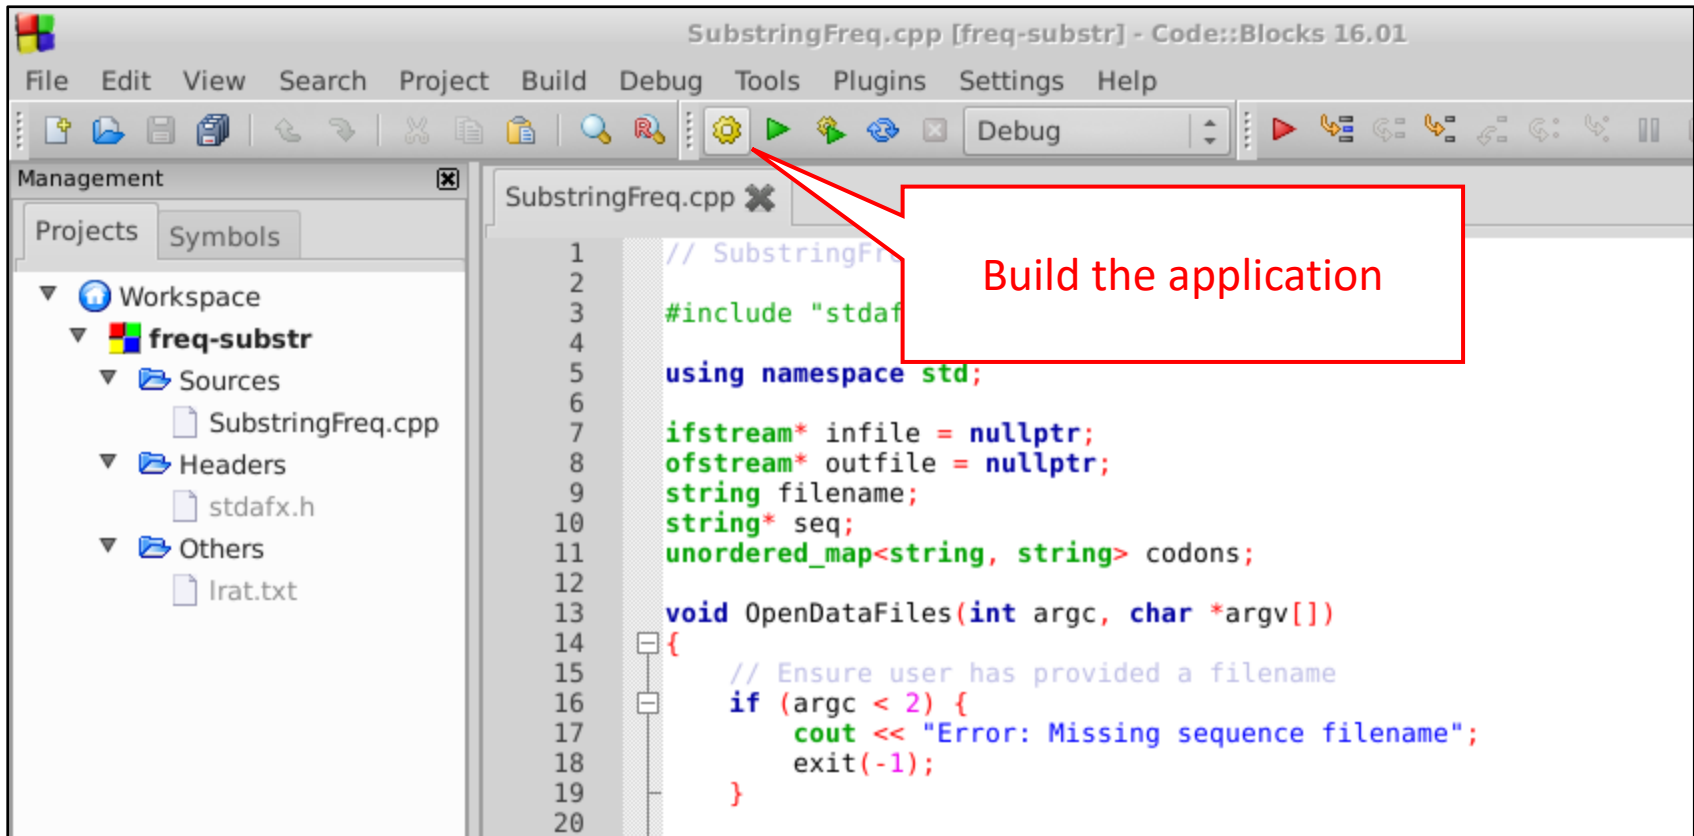 SubstringFreq.cpp [freq-substr] - Code::Blocks 16.01
File Edit View Search Project Build Debug Tools Plugins Settings Help
Debug
Management
Projects Symbols
Workspace
freq-substr
Sources
SubstringFreq.cpp
Headers
stdafx.h
Others
lrat.txt
SubstringFreq.cpp
Build the application
1 // SubstringFr
2
3 #include "stdaf
4
5 using namespace std;
6
7 ifstream* infile = nullptr;
8 ofstream* outfile = nullptr;
9 string filename;
10 string* seq;
11 unordered_map<string, string> codons;
12
13 void OpenDataFiles(int argc, char *argv[])
14 {
15 // Ensure user has provided a filename
16 if (argc < 2) {
17 cout << "Error: Missing sequence filename";
18 exit(-1);
19 }
20